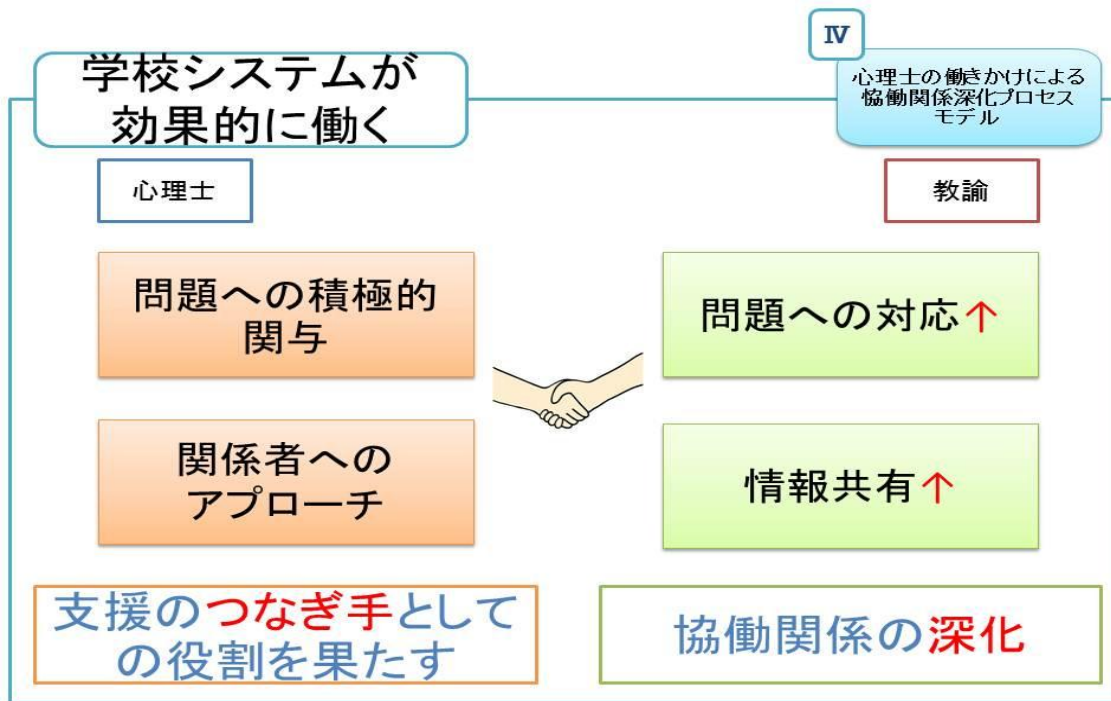 学校システムが
効果的に働く
Ⅳ
心理士の働きかけによる
恊働関係深化プロセス
モデル
心理士
教諭
問題への積極的
関与
問題への対応↑
関係者への
アプローチ
情報共有↑
支援のつなぎ手として
の役割を果たす
協働関係の深化